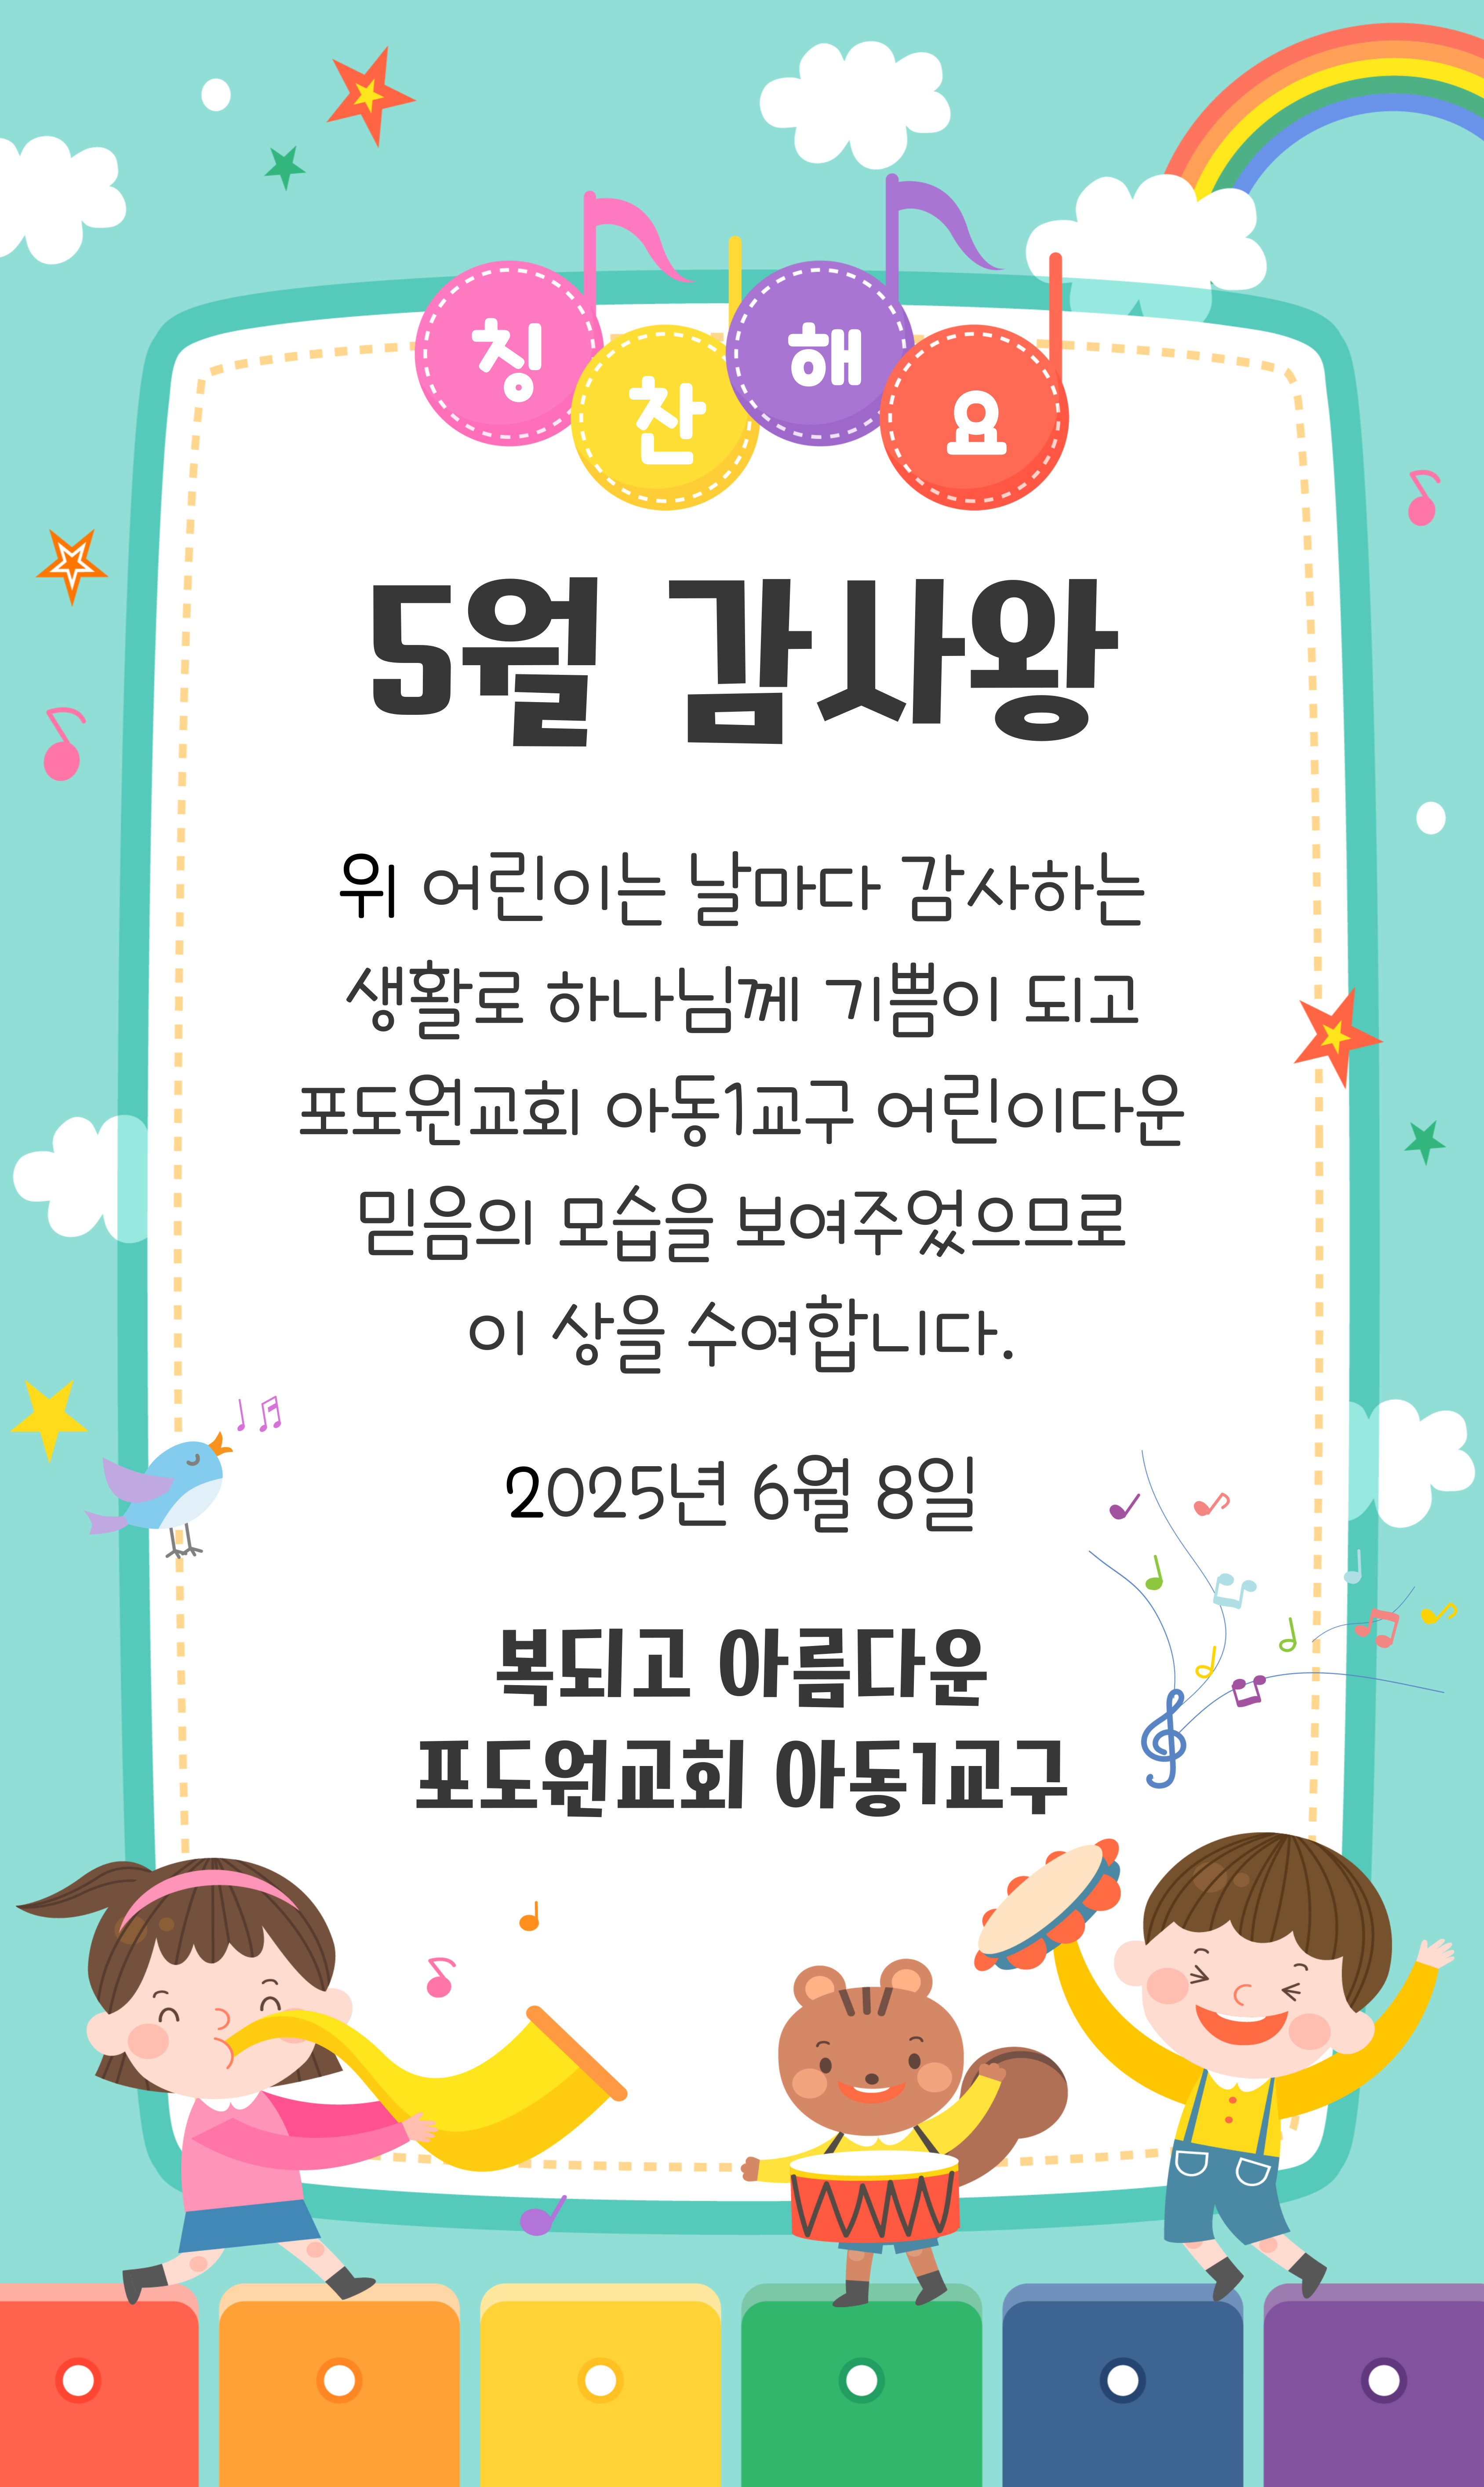 칭찬해요
5월 감사왕
위 어린이는 날마다 감사하는
생활로 하나님께 기쁨이 되고
포도원교회 아동1교구 어린이다운
믿음의 모습을 보여주었으므로
이 상을 수여합니다.
2025년 6월 8일
복되고 아름다운
포도원교회 아동1교구